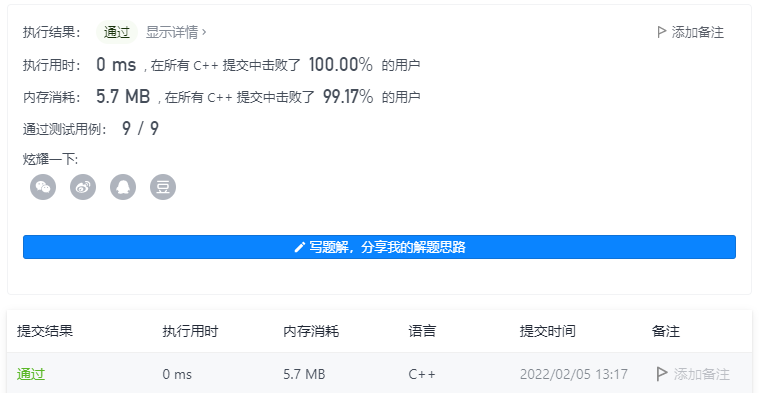 执行结果： 通过 显示详情 › 添加备注
执行用时： 0 ms , 在所有 C++ 提交中击败了 100.00% 的用户
内存消耗： 5.7 MB , 在所有 C++ 提交中击败了 99.17% 的用户
通过测试用例： 9 / 9
炫耀一下:
豆
写题解，分享我的解题思路
提交结果 执行用时 内存消耗 语言 提交时间 备注
通过 0 ms 5.7 MB C++ 2022/02/05 13:17 添加备注